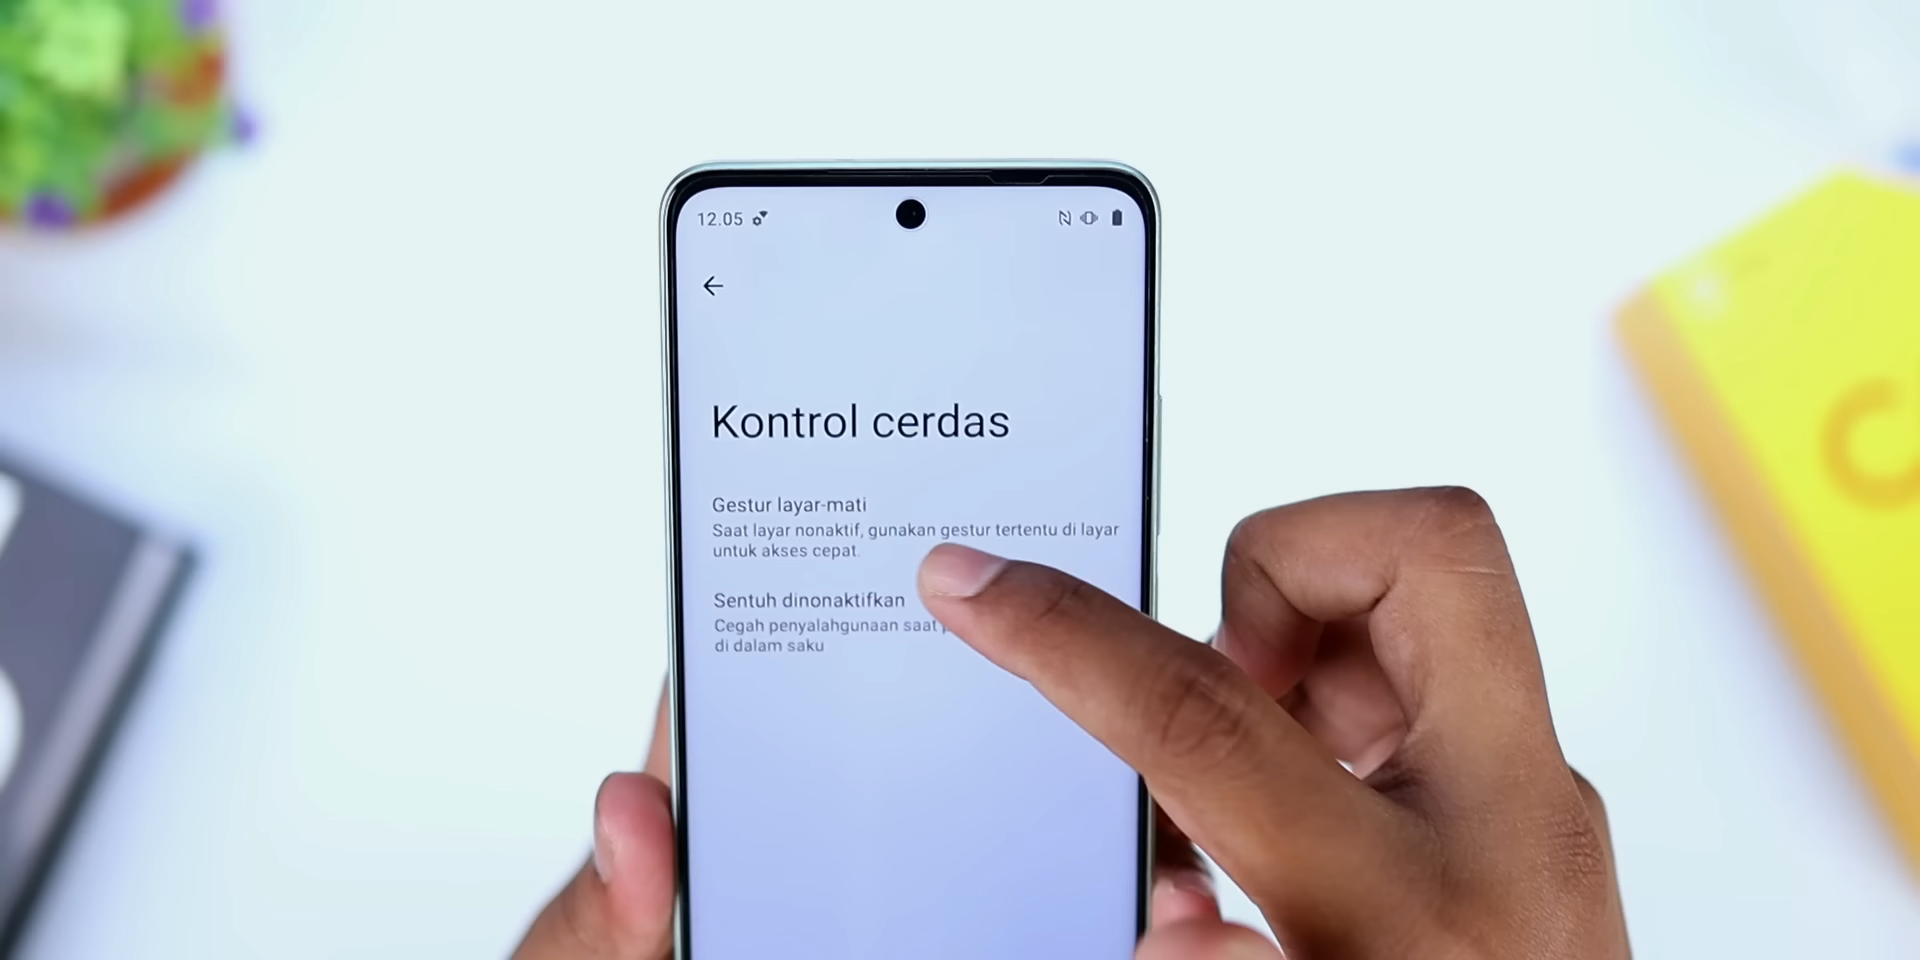 12.05
Kontrol cerdas
Gestur layar-mati
Saat layar nonaktif, gunakan gestur tertentu di layar
untuk akses cepat.
Sentuh dinonaktifkan
Cegah penyalahgunaan saat
di dalam saku